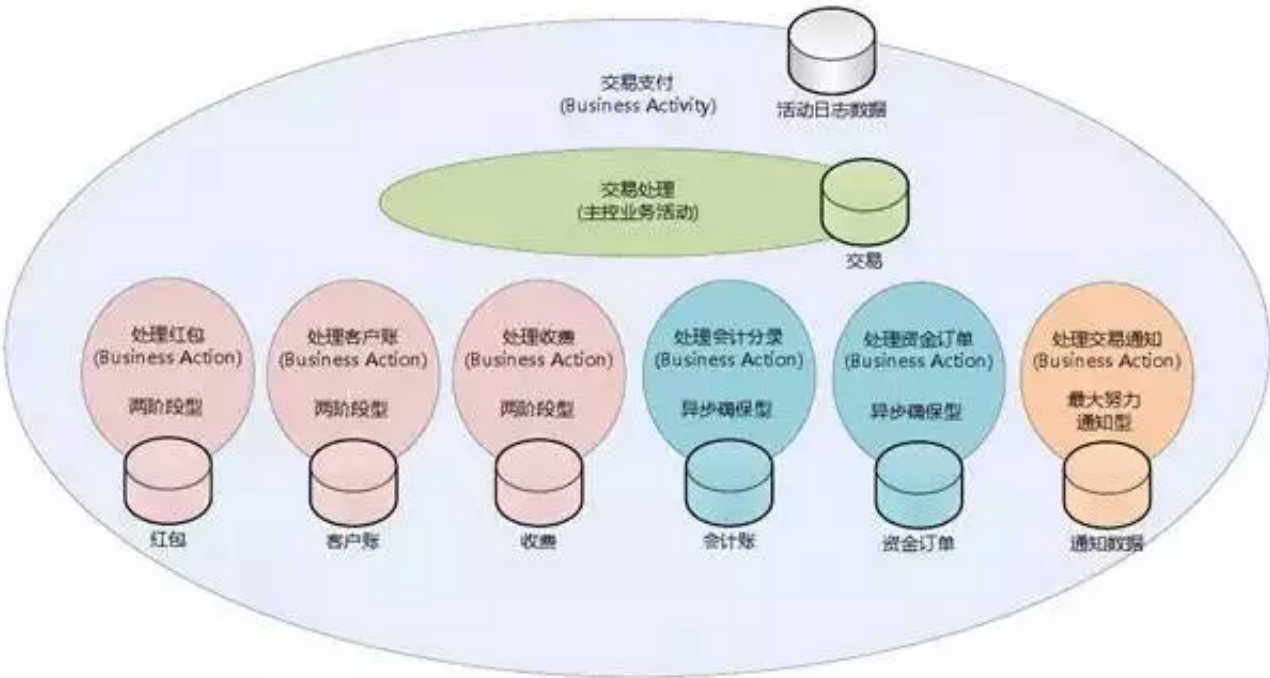 交易支付
(Business Activity)
活动日志数据
交易处理
(主控业务活动)
交易
处理红包
(Business Action)
两阶段型
红包
处理客户账
(Business Action)
两阶段型
客户账
处理收费
(Business Action)
两阶段型
收费
处理会计分录
(Business Action)
异步确保型
会计账
处理资金订单
(Business Action)
异步确保型
资金订单
处理交易通知
(Business Action)
最大努力
通知型
通知数据